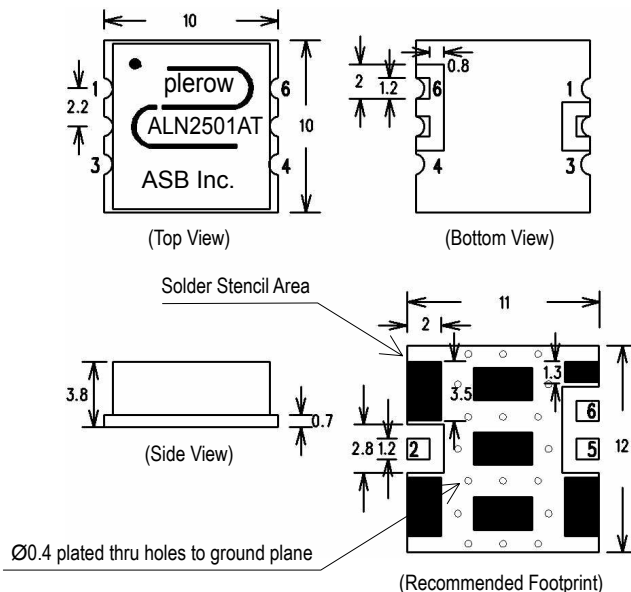 10
1
6
2.2
3
4
plerow
ALN2501AT
ASB Inc.
10
(Top View)
0.8
2
1.2
6
1
4
3
(Bottom View)
Solder Stencil Area
11
2
3.8
0.7
(Side View)
3.5
1.3
6
2.8
1.2
2
5
12
Ø0.4 plated thru holes to ground plane
(Recommended Footprint)